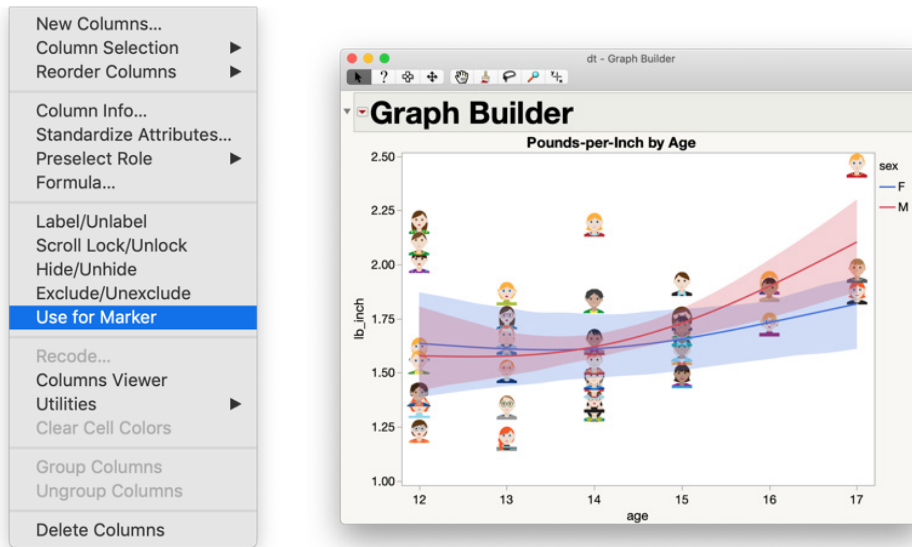 New Columns...
Column Selection
Reorder Columns
Column Info...
Standardize Attributes...
Preselect Role
Formula...
Label/Unlabel
Scroll Lock/Unlock
Hide/Unhide
Exclude/Unexclude
Use for Marker
Recode...
Columns Viewer
Utilities
Clear Cell Colors
Group Columns
Ungroup Columns
Delete Columns
dt - Graph Builder
Graph Builder
Pounds-per-Inch by Age
2.50
2.25
2.00
1.75
1.50
1.25
1.00
lb_inch
12 13 14 15 16 17
age
sex
F
M